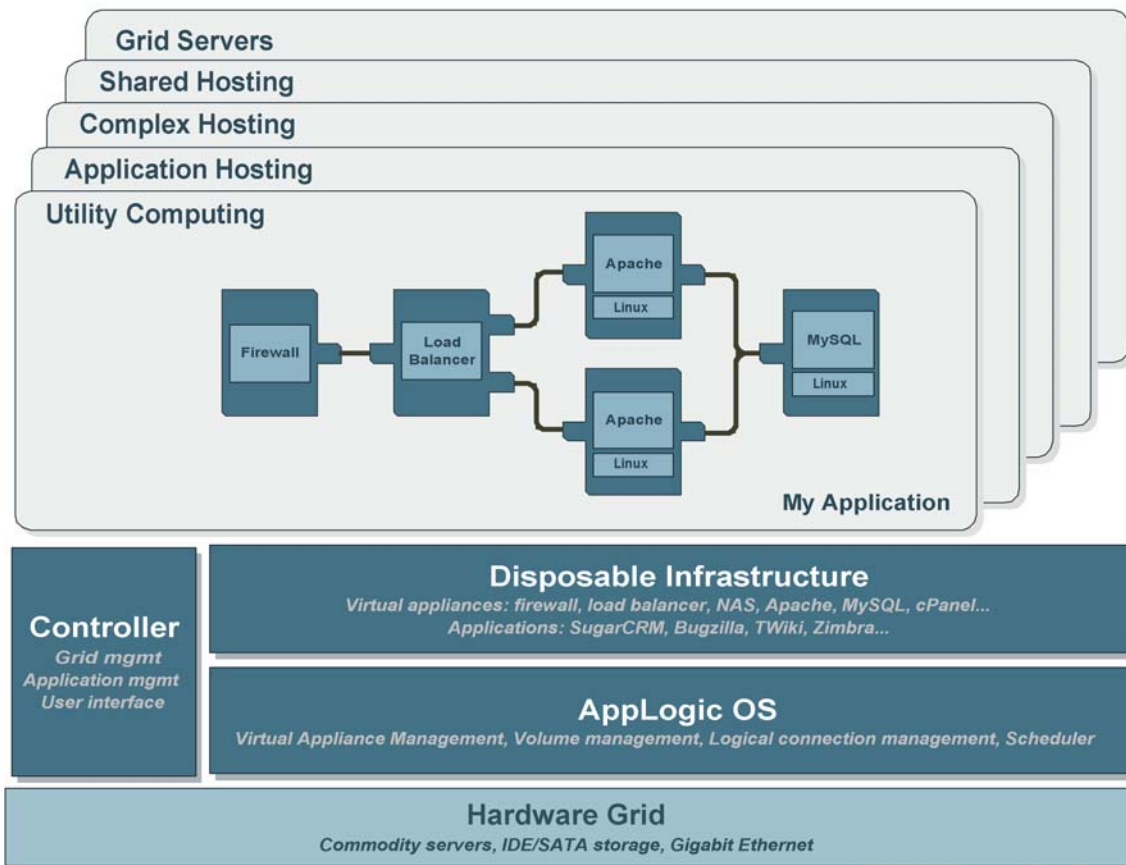 Grid Servers
Shared Hosting
Complex Hosting
Application Hosting
Utility Computing
Firewall
Load
Balancer
Apache
Linux
Apache
Linux
MySQL
Linux
My Application
Controller
Grid mgmt
Application mgmt
User interface
Disposable Infrastructure
Virtual appliances: firewall, load balancer, NAS, Apache, MySQL, cPanel...
Applications: SugarCRM, Bugzilla, TWiki, Zimbra...
AppLogic OS
Virtual Appliance Management, Volume management, Logical connection management, Scheduler
Hardware Grid
Commodity servers, IDE/SATA storage, Gigabit Ethernet